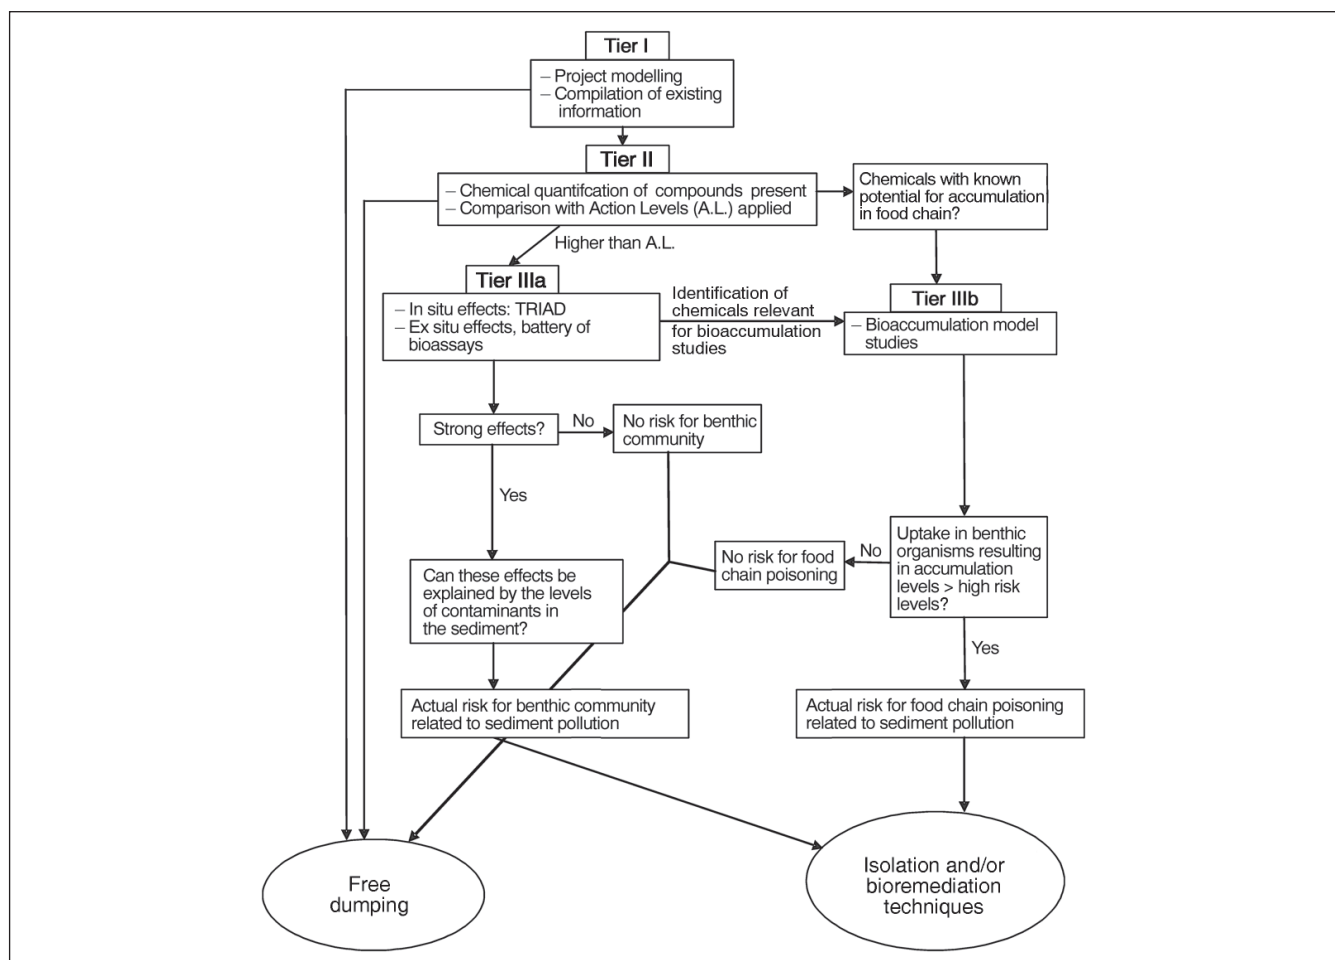 Tier I
– Project modelling
– Compilation of existing
information
Tier II
– Chemical quantifcation of compounds present
– Comparison with Action Levels (A.L.) applied
Chemicals with known
potential for accumulation
in food chain?
Higher than A.L.
Tier IIIa
– In situ effects: TRIAD
– Ex situ effects, battery of
bioassays
Identification of
chemicals relevant
for bioaccumulation
studies
Tier IIIb
– Bioaccumulation model
studies
Strong effects?
No
No risk for benthic
community
Yes
Uptake in benthic
organisms resulting
in accumulation
levels > high risk
levels?
No
No risk for food
chain poisoning
Can these effects be
explained by the levels
of contaminants in
the sediment?
Yes
Actual risk for benthic community
related to sediment pollution
Actual risk for food chain poisoning
related to sediment pollution
Free
dumping
Isolation and/or
bioremediation
techniques